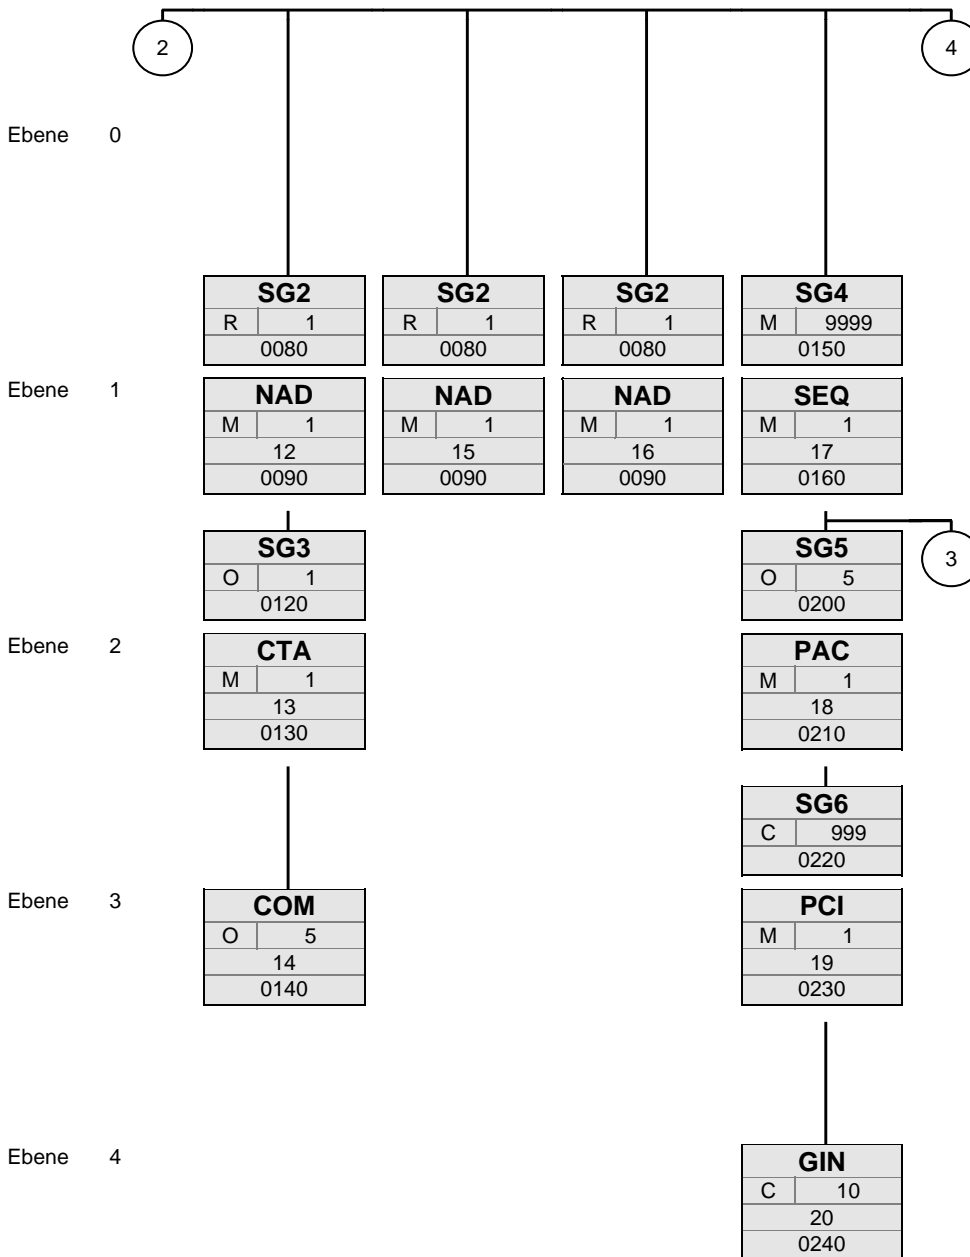 2 4
Ebene 0
SG2 SG2 SG2 SG4
R 1 R 1 R 1 M 9999
0080 0080 0080 0150
Ebene 1 NAD NAD NAD SEQ
M 1 M 1 M 1 M 1
12 15 16 17
0090 0090 0090 0160
SG3 SG5 3
O 1 O 5
0120 0200
Ebene 2 CTA PAC
M 1 M 1
13 18
0130 0210
SG6
C 999
0220
Ebene 3 COM PCI
O 5 M 1
14 19
0140 0230
Ebene 4 GIN
C 10
20
0240